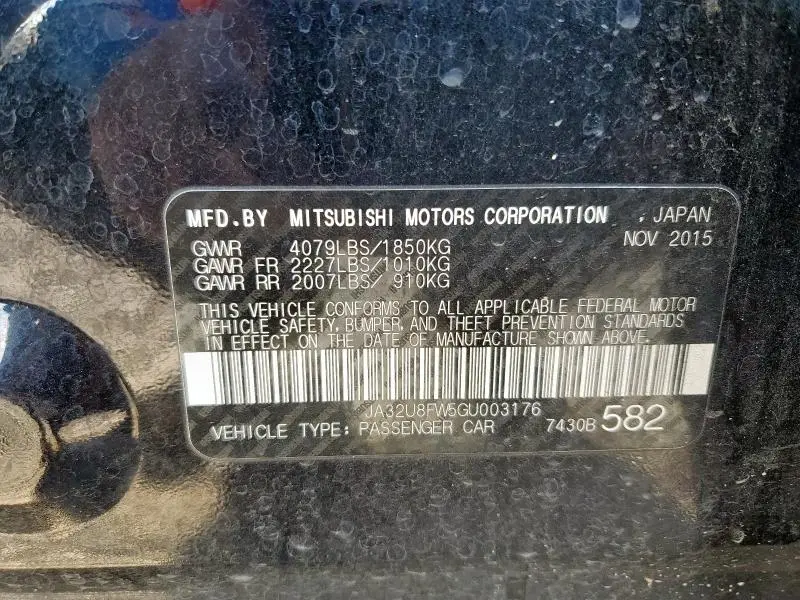 MFD.BY MITSUBISHI MOTORS CORPORATION , JAPAN
GVWR 4079LBS/1850KG NOV 2015
GAWR FR 2227LBS/1010KG
GAWR RR 2007LBS/ 910KG
THIS VEHICLE CONFORMS TO ALL APPLICABLE FEDERAL MOTOR
VEHICLE SAFETY, BUMPER, AND THEFT PREVENTION STANDARDS
IN EFFECT ON THE DATE OF MANUFACTURE SHOWN ABOVE.
JA32U8FW5GU003176
VEHICLE TYPE: PASSENGER CAR 7430B 582